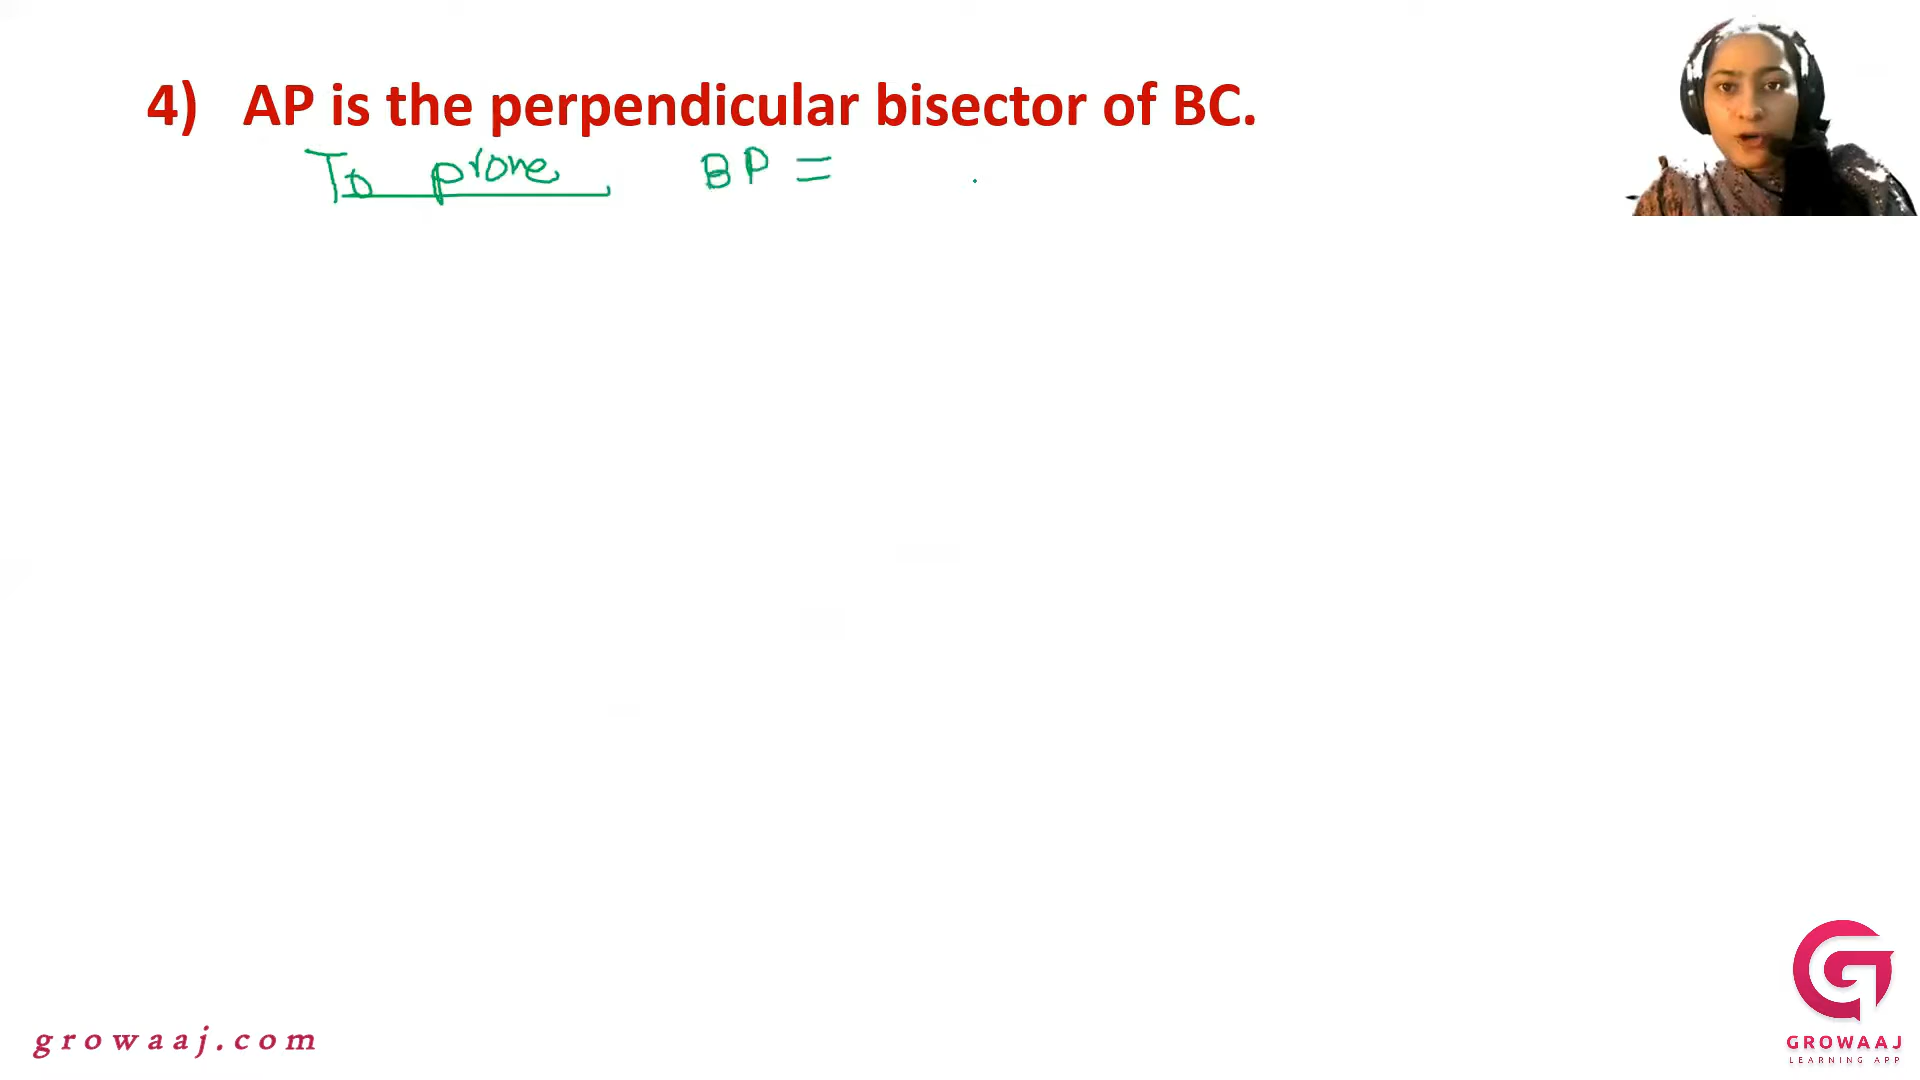 4) AP is the perpendicular bisector of BC.
To prove BP =
growaaj.com
GROWAAJ
LEARNING APP